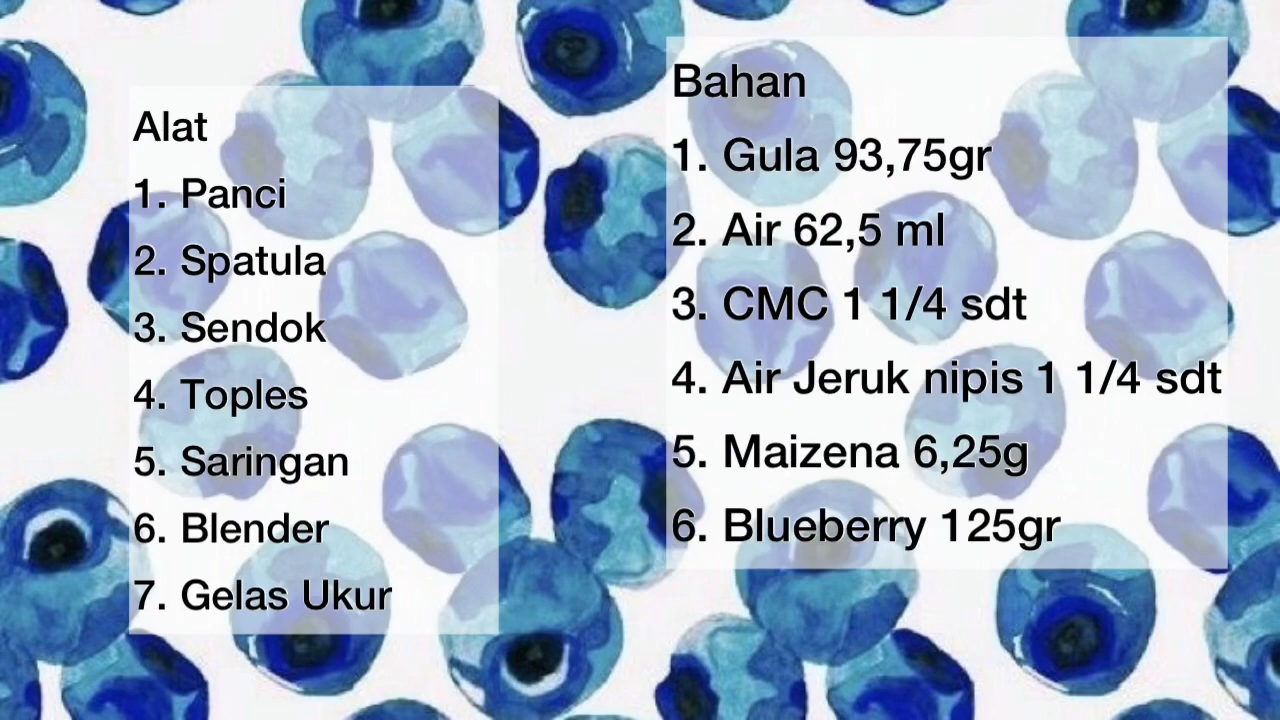 Alat
1. Panci
2. Spatula
3. Sendok
4. Toples
5. Saringan
6. Blender
7. Gelas Ukur
Bahan
1. Gula 93,75gr
2. Air 62,5 ml
3. CMC 1 1/4 sdt
4. Air Jeruk nipis 1 1/4 sdt
5. Maizena 6,25g
6. Blueberry 125gr